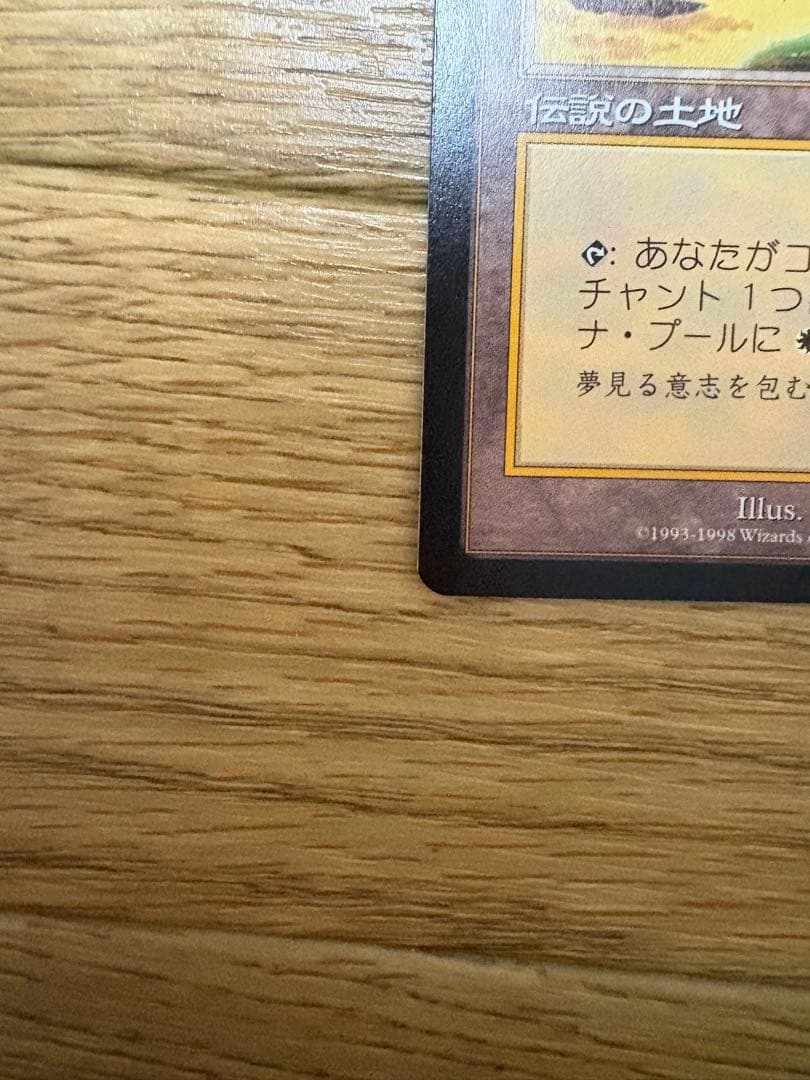 伝説の土地
: あなたがコ
チャント 1つ
ナ・プールに
夢見る意志を包む
Illus.
©1993-1998 Wizards